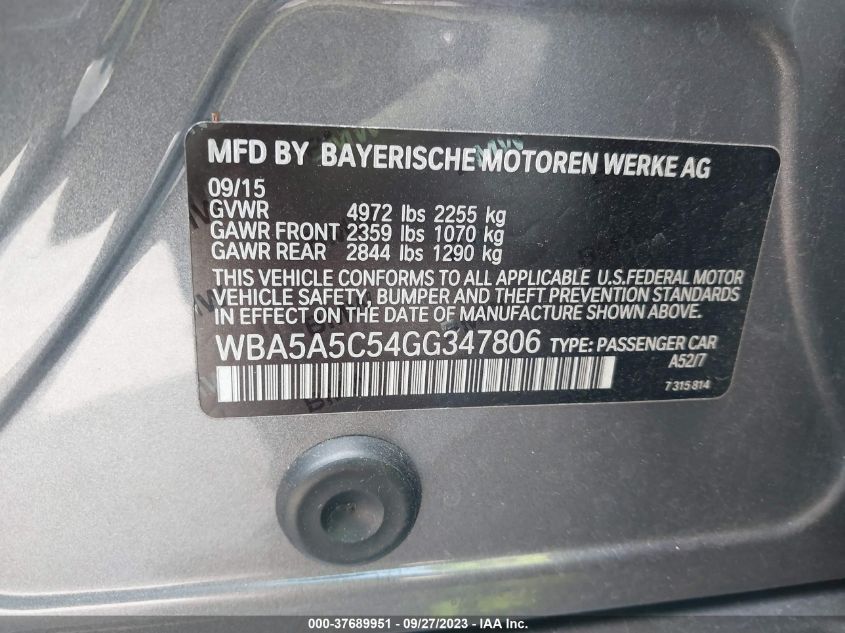 MFD BY BAYERISCHE MOTOREN WERKE AG
09/15
GVWR 4972 lbs 2255 kg
GAWR FRONT 2359 lbs 1070 kg
GAWR REAR 2844 lbs 1290 kg
THIS VEHICLE CONFORMS TO ALL APPLICABLE U.S.FEDERAL MOTOR
VEHICLE SAFETY, BUMPER AND THEFT PREVENTION STANDARDS
IN EFFECT ON THE DATE OF MANUFACTURE SHOWN ABOVE.
WBA5A5C54GG347806 TYPE: PASSENGER CAR
A52/7
7 315 814
000-37689951 - 09/27/2023 - IAAI.COM